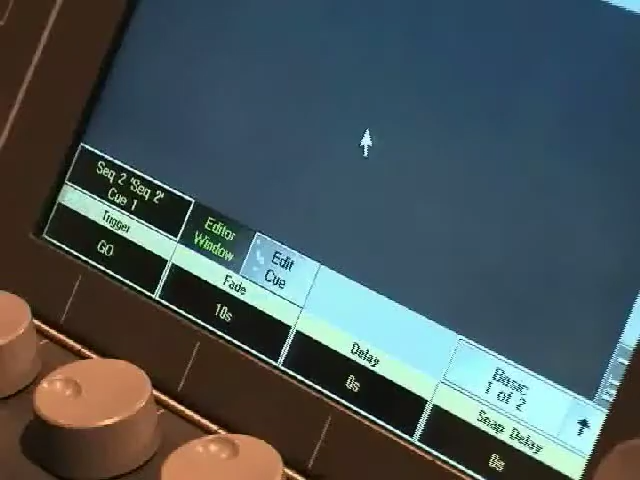 Seq 2 'Seq 2'
Cue 1
Editor
Window
Edit
Cue
Basic
1 of 2
Trigger
Fade
Delay
Snap Delay
GO
10s
0s
0s